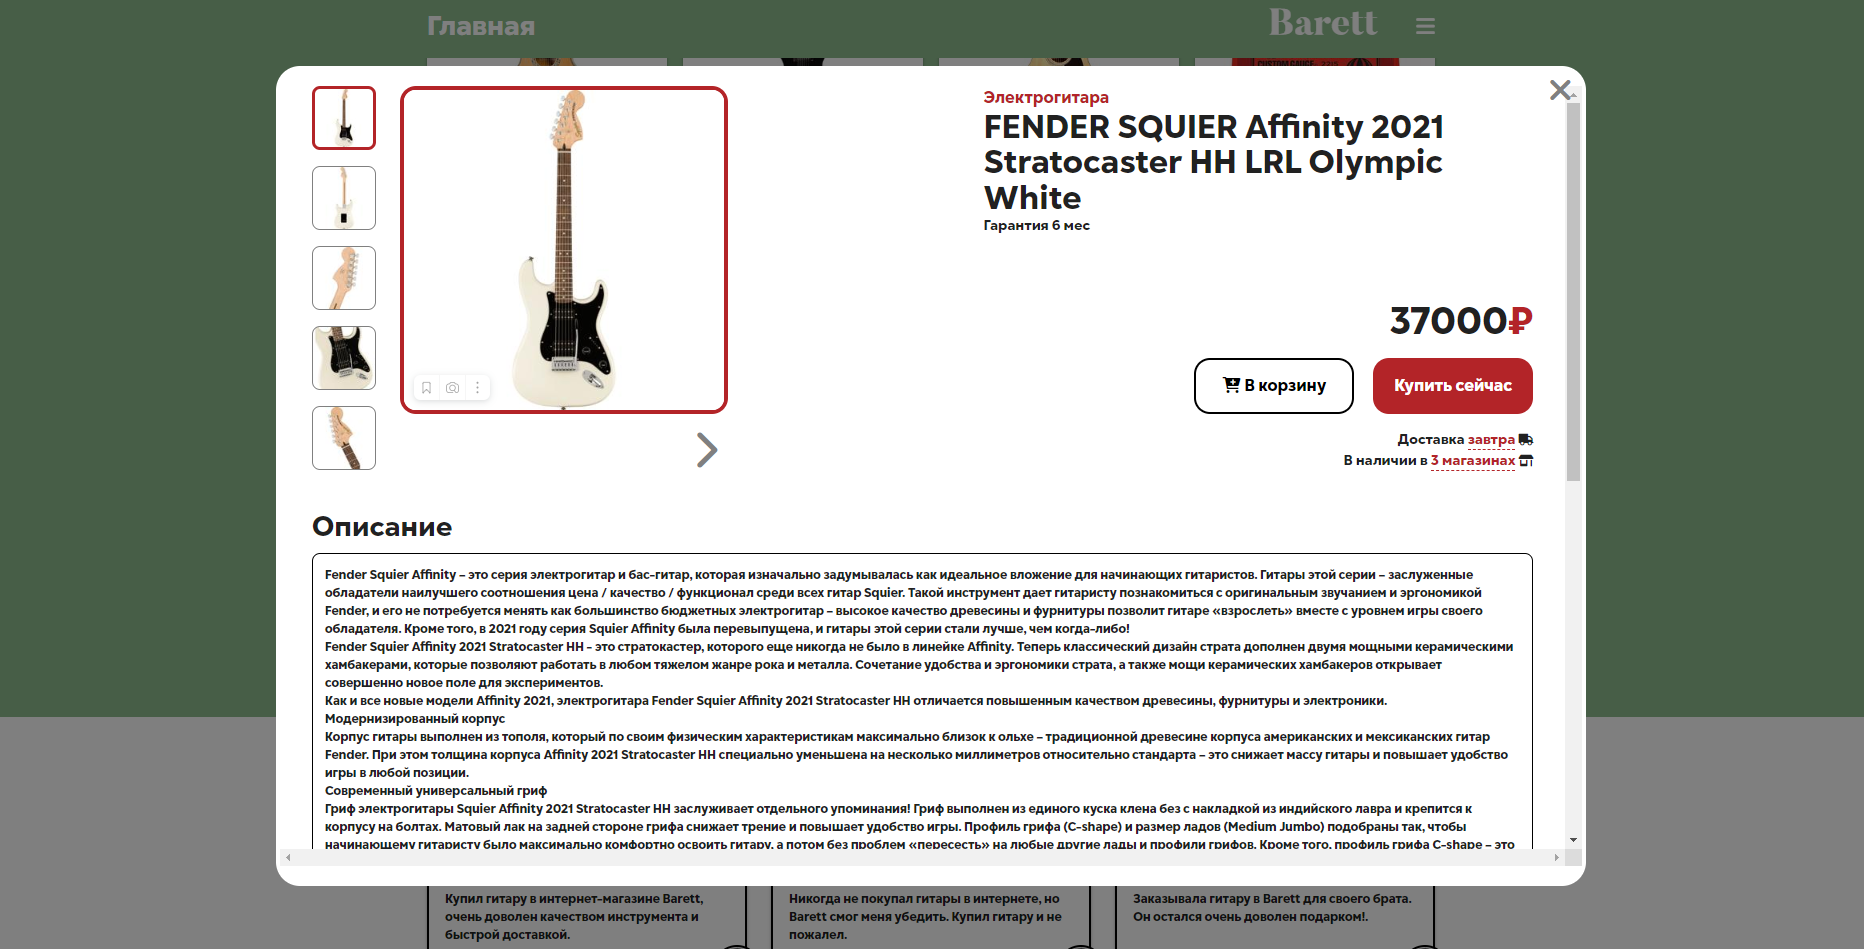 Главная
Barett
CUSTOM GAUGE
Электрогитара
FENDER SQUIER Affinity 2021
Stratocaster HH LRL Olympic
White
Гарантия 6 мес
37000₽
В корзину
Купить сейчас
Доставка завтра
В наличии в 3 магазинах
Описание
Fender Squier Affinity – это серия электрогитар и бас-гитар, которая изначально задумывалась как идеальное вложение для начинающих гитаристов. Гитары этой серии – заслуженные
обладатели наилучшего соотношения цена / качество / функционал среди всех гитар Squier. Такой инструмент дает гитаристу познакомиться с оригинальным звучанием и эргономикой
Fender, и его не потребуется менять как большинство бюджетных электрогитар – высокое качество древесины и фурнитуры позволит гитаре «взрослеть» вместе с уровнем игры своего
обладателя. Кроме того, в 2021 году серия Squier Affinity была перевыпущена, и гитары этой серии стали лучше, чем когда-либо!
Fender Squier Affinity 2021 Stratocaster HH - это стратокастер, которого еще никогда не было в линейке Affinity. Теперь классический дизайн страта дополнен двумя мощными керамическими
хамбакерами, которые позволяют работать в любом тяжелом жанре рока и металла. Сочетание удобства и эргономики страта, а также мощи керамических хамбакеров открывает
совершенно новое поле для экспериментов.
Как и все новые модели Affinity 2021, электрогитара Fender Squier Affinity 2021 Stratocaster HH отличается повышенным качеством древесины, фурнитуры и электроники.
Модернизированный корпус
Корпус гитары выполнен из тополя, который по своим физическим характеристикам максимально близок к ольхе – традиционной древесине корпуса американских и мексиканских гитар
Fender. При этом толщина корпуса Affinity 2021 Stratocaster HH специально уменьшена на несколько миллиметров относительно стандарта – это снижает массу гитары и повышает удобство
игры в любой позиции.
Современный универсальный гриф
Гриф электрогитары Squier Affinity 2021 Stratocaster HH заслуживает отдельного упоминания! Гриф выполнен из единого куска клена без с накладкой из индийского лавра и крепится к
корпусу на болтах. Матовый лак на задней стороне грифа снижает трение и повышает удобство игры. Профиль грифа (C-shape) и размер ладов (Medium Jumbo) подобраны так, чтобы
начинающему гитаристу было максимально комфортно освоить гитару, а потом без проблем «пересесть» на любые другие лады и профили грифов. Кроме того, профиль грифа C-shape – это
Купил гитару в интернет-магазине Barett,
очень доволен качеством инструмента и
быстрой доставкой.
Никогда не покупал гитары в интернете, но
Barett смог меня убедить. Купил гитару и не
пожалел.
Заказывала гитару в Barett для своего брата.
Он остался очень доволен подарком!.